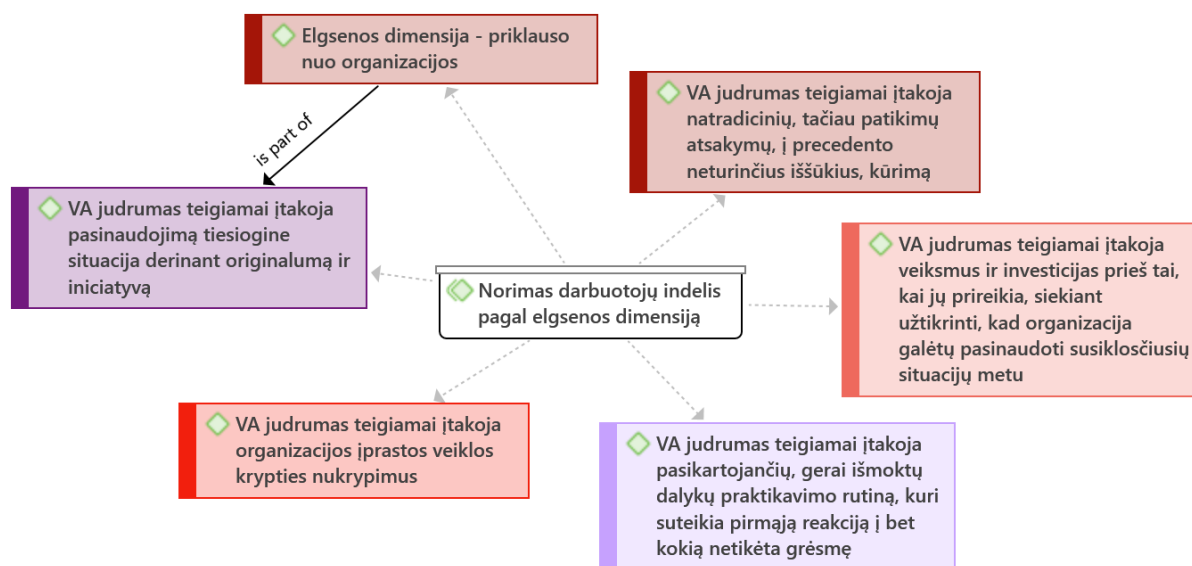 Elgsenos dimensija - priklauso
nuo organizacijos
VA judrumas teigiamai įtakoja
natradicinių, tačiau patikimų
atsakymų, į precedento
neturinčius iššūkius, kūrimą
is part of
VA judrumas teigiamai įtakoja
pasinaudojimą tiesiogine
situacija derinant originalumą ir
iniciatyvą
VA judrumas teigiamai įtakoja
veiksmus ir investicijas prieš tai,
kai jų prireikia, siekiant
užtikrinti, kad organizacija
galėtų pasinaudoti susiklosčiusių
situacijų metu
Norimas darbuotojų indelis
pagal elgsenos dimensiją
VA judrumas teigiamai įtakoja
organizacijos įprastos veiklos
krypties nukrypimus
VA judrumas teigiamai įtakoja
pasikartojančių, gerai išmoktų
dalykų praktikavimo rutiną, kuri
suteikia pirmąją reakciją į bet
kokią netikėta grėsmę